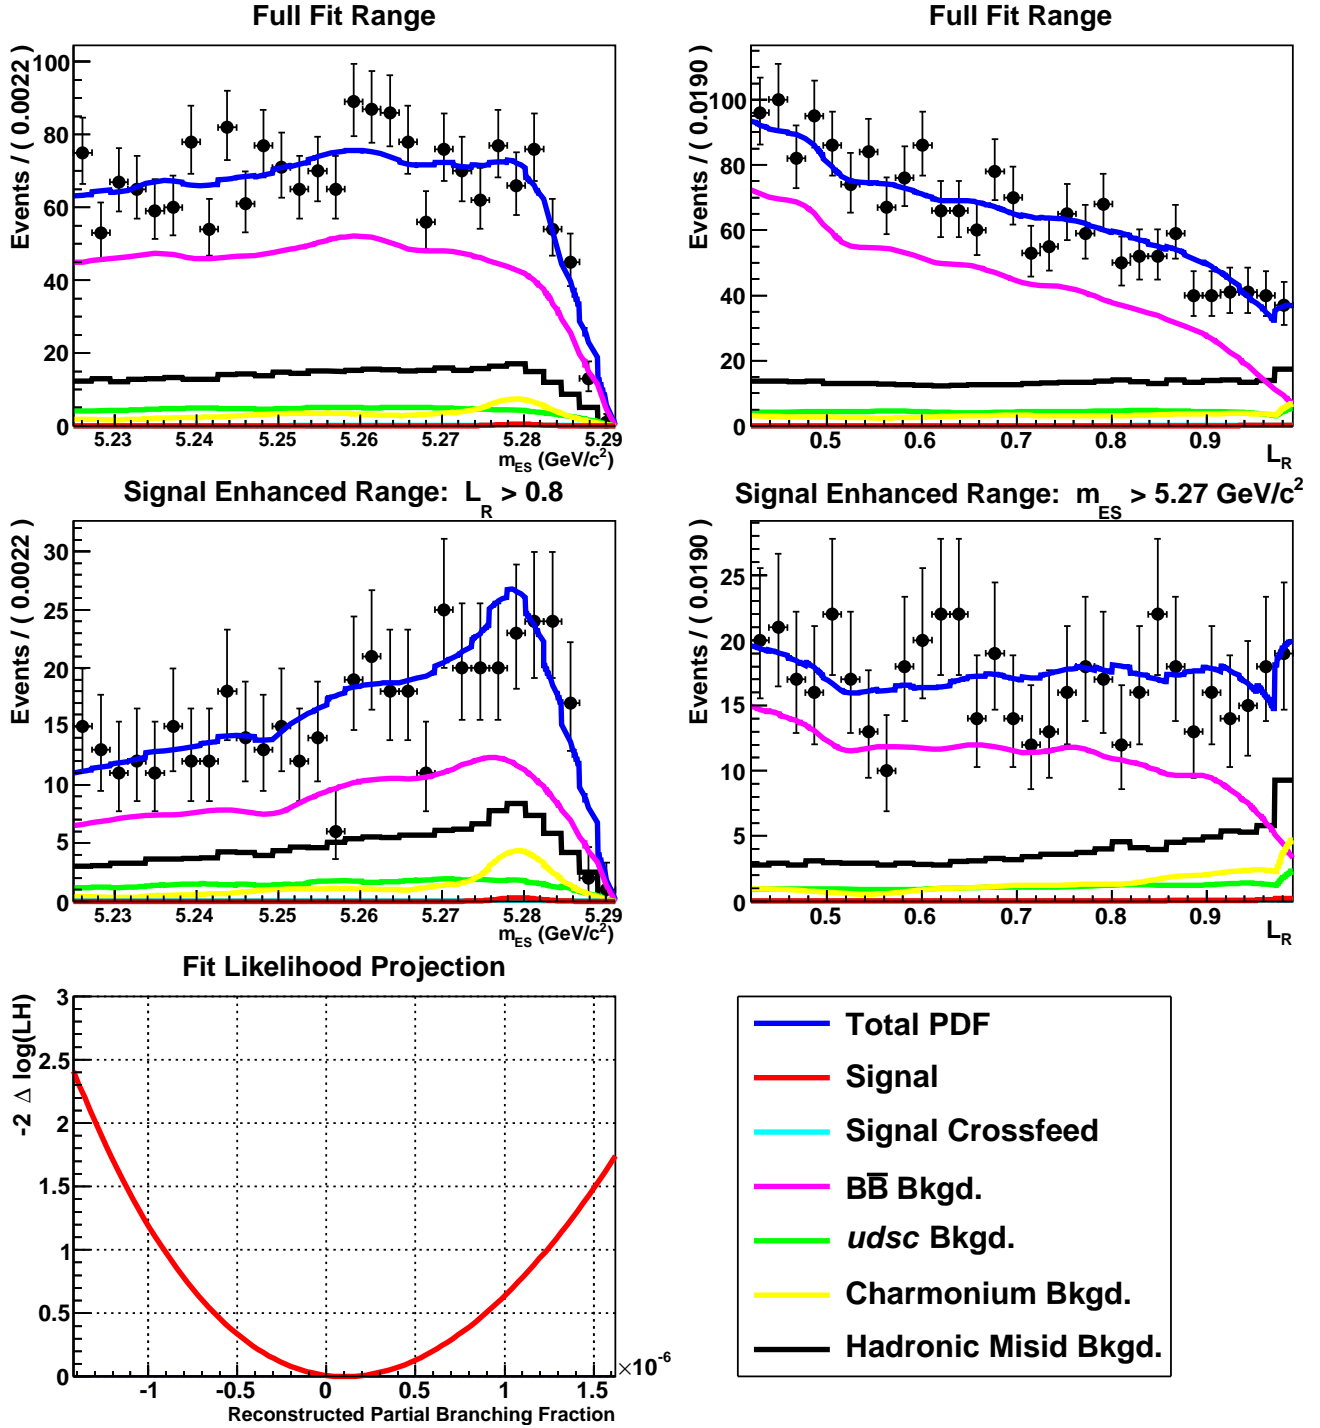 Full Fit Range
Full Fit Range
Events / ( 0.0022 )
100
80
60
40
20
0
5.23 5.24 5.25 5.26 5.27 5.28 5.29
m_ES (GeV/c²)
Events / ( 0.0190 )
100
80
60
40
20
0
0.5 0.6 0.7 0.8 0.9
L_R
Signal Enhanced Range: L_R > 0.8
Signal Enhanced Range: m_ES > 5.27 GeV/c²
Events / ( 0.0022 )
30
25
20
15
10
5
0
5.23 5.24 5.25 5.26 5.27 5.28 5.29
m_ES (GeV/c²)
Events / ( 0.0190 )
25
20
15
10
5
0
0.5 0.6 0.7 0.8 0.9
L_R
Fit Likelihood Projection
-2 Δ log(LH)
3
2.5
2
1.5
1
0.5
0
-1 -0.5 0 0.5 1 1.5
×10⁻⁶
Reconstructed Partial Branching Fraction
Total PDF
Signal
Signal Crossfeed
BB̅ Bkgd.
udsc Bkgd.
Charmonium Bkgd.
Hadronic Misid Bkgd.